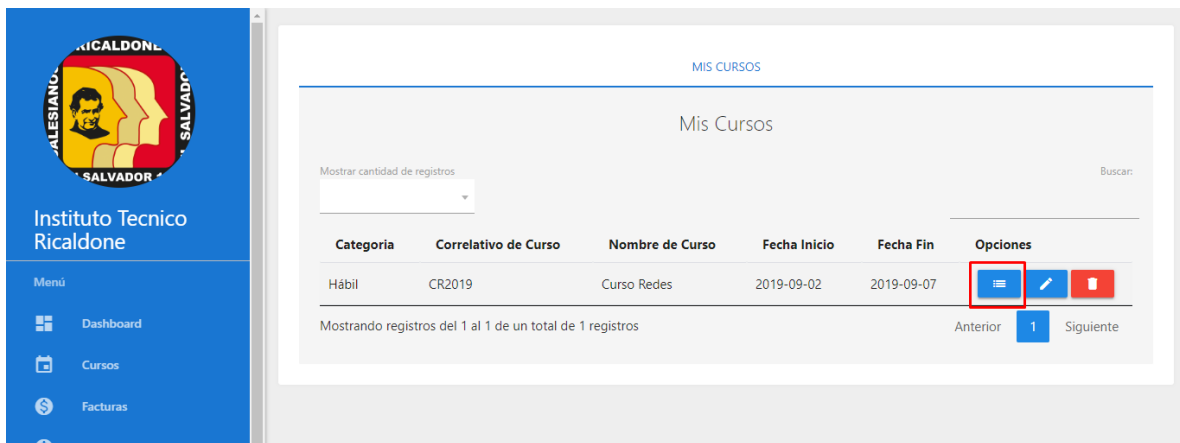 RICALDONE
SALESIANOS
SALVADOR
SALVADOR
Instituto Tecnico
Ricaldone
Menú
Dashboard
Cursos
Facturas
MIS CURSOS
Mis Cursos
Mostrar cantidad de registros
Buscar:
Categoria Correlativo de Curso Nombre de Curso Fecha Inicio Fecha Fin Opciones
Hábil CR2019 Curso Redes 2019-09-02 2019-09-07
Mostrando registros del 1 al 1 de un total de 1 registros
Anterior 1 Siguiente